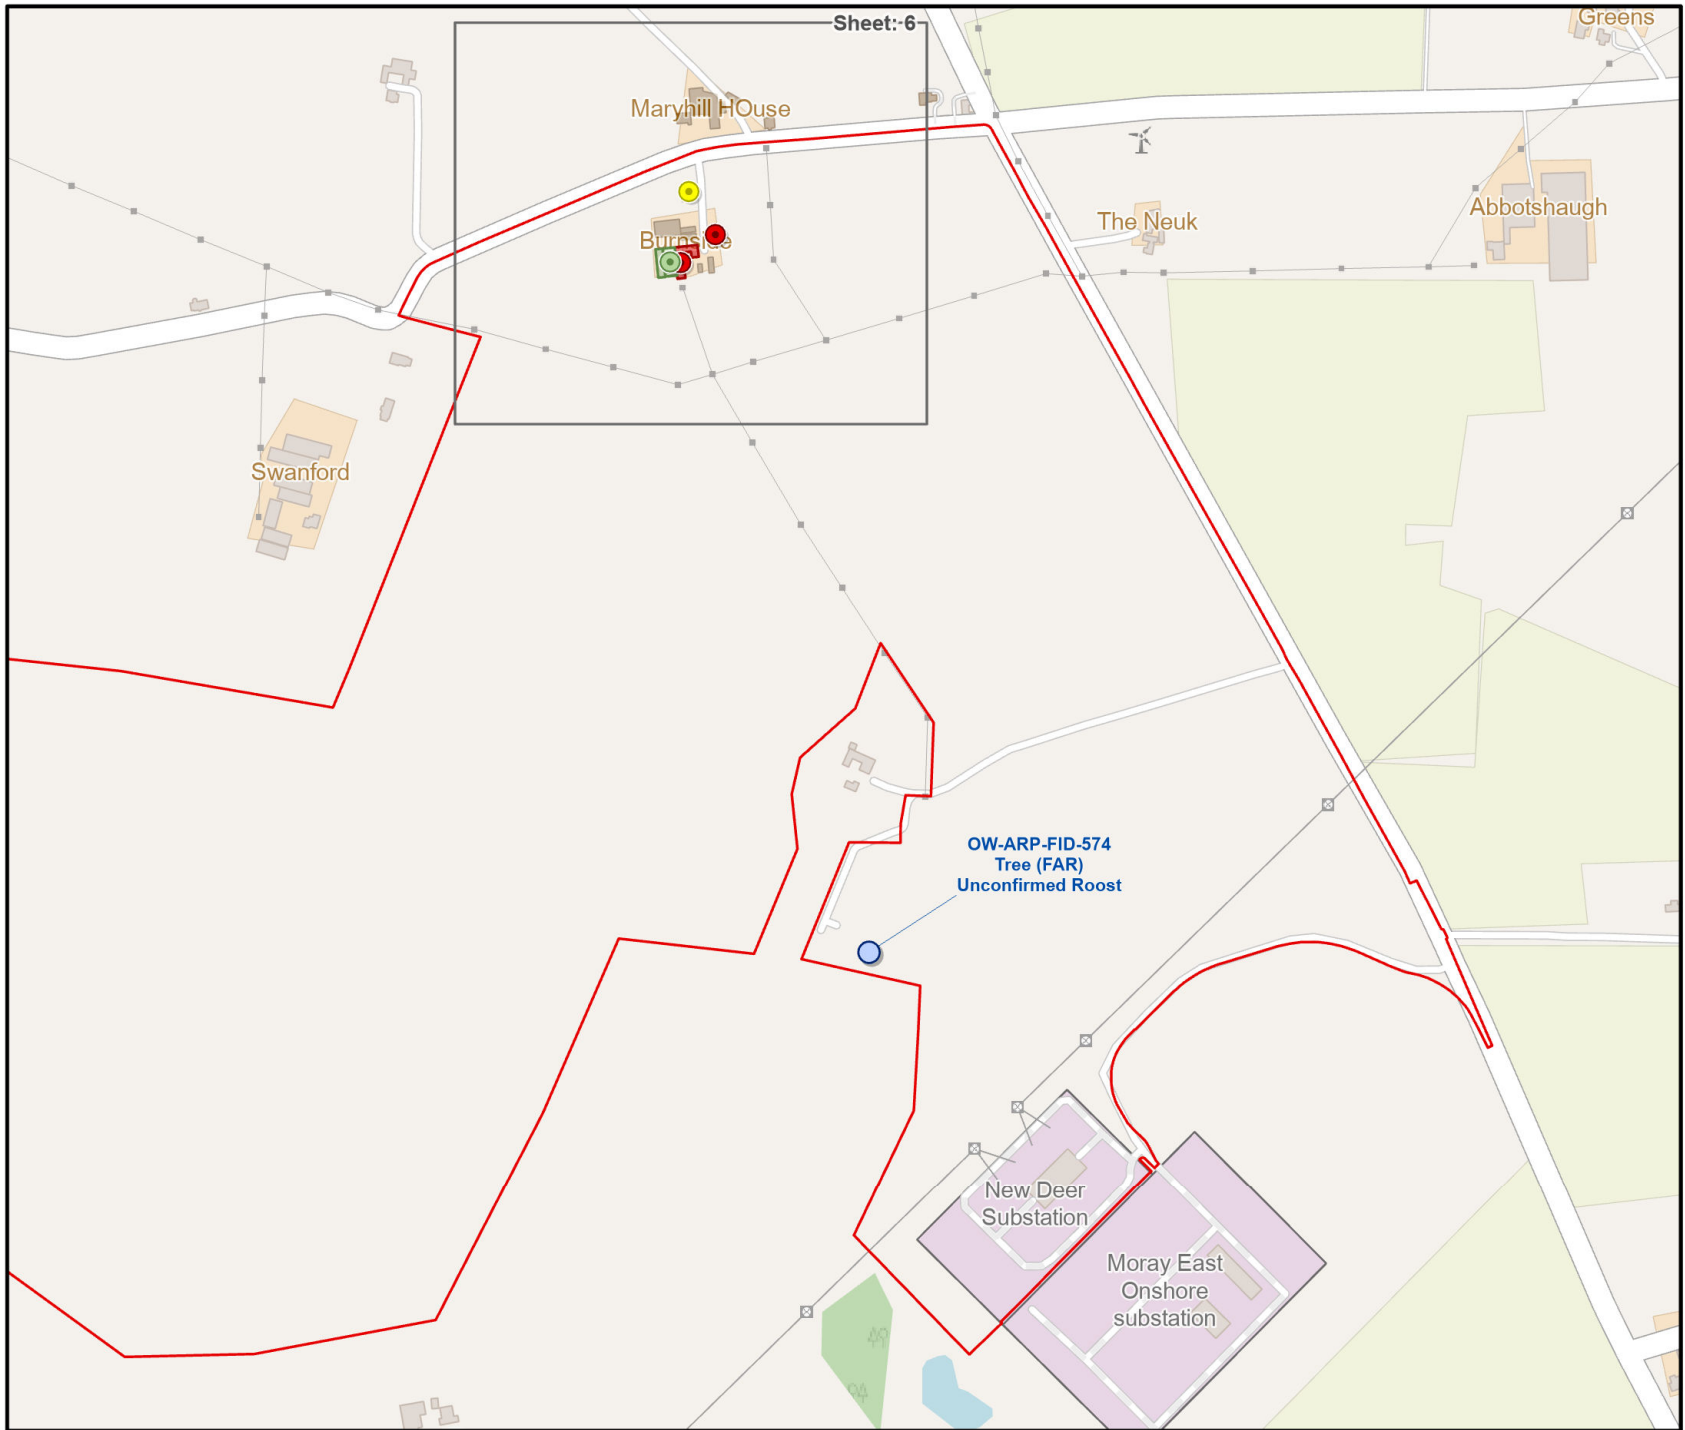 Sheet: 6
Greens
Maryhill HOuse
The Neuk
Abbotshaugh
Burnside
Swanford
OW-ARP-FID-574
Tree (FAR)
Unconfirmed Roost
New Deer
Substation
Moray East
Onshore
substation